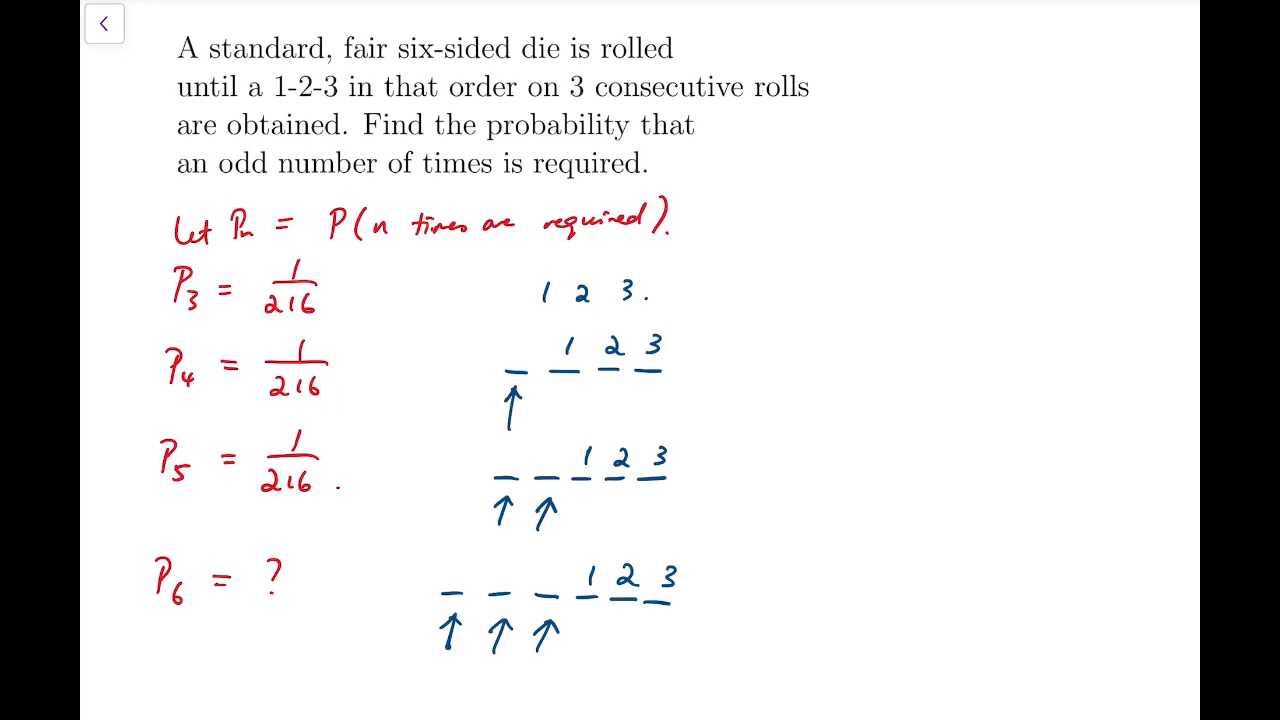 A standard, fair six-sided die is rolled
until a 1-2-3 in that order on 3 consecutive rolls
are obtained. Find the probability that
an odd number of times is required.
Let Pn = P(n times are required).
P3 = 1/216
1 2 3.
P4 = 1/216
_ 1 2 3
P5 = 1/216.
_ _ 1 2 3
P6 = ?
_ _ _ 1 2 3